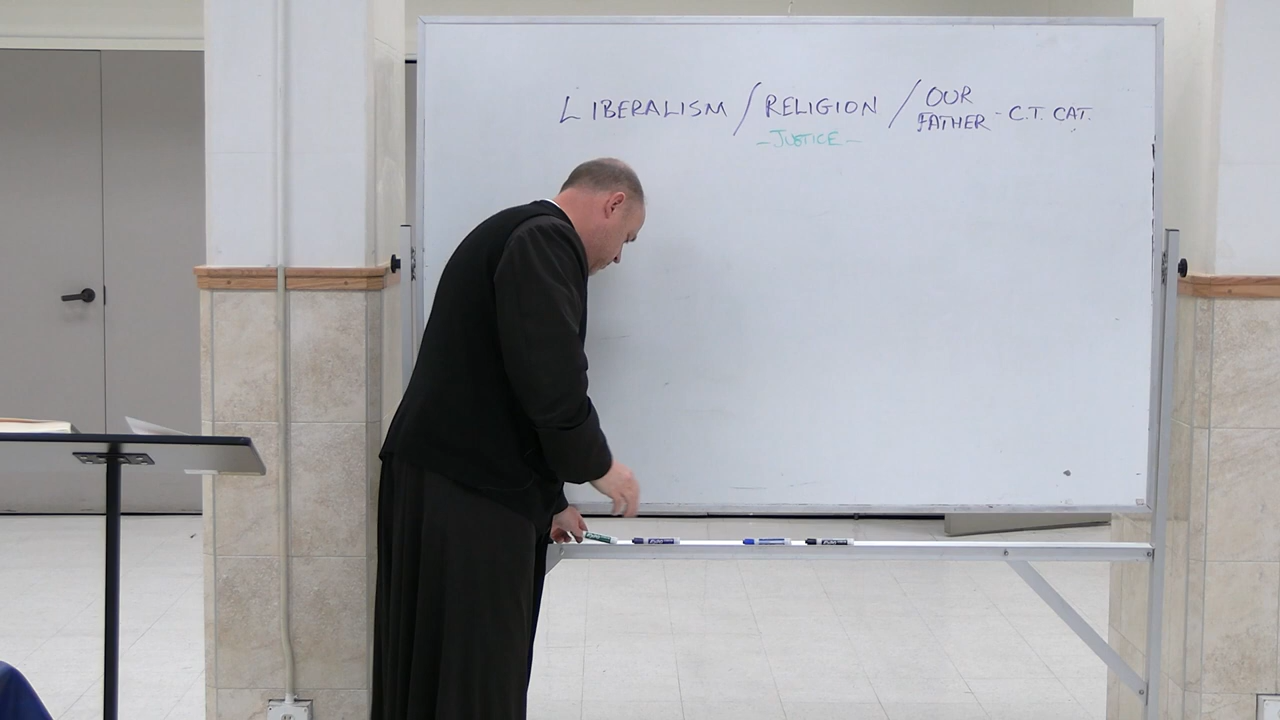 LIBERALISM / RELIGION / OUR FATHER - C.T. CAT.
- JUSTICE -